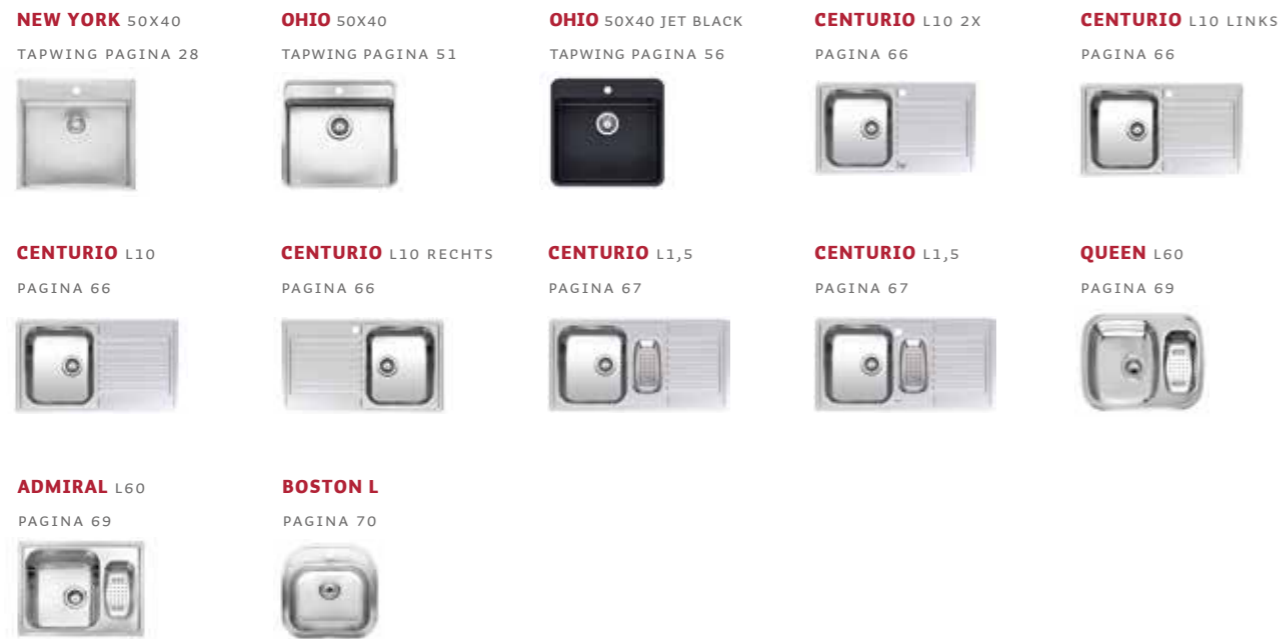 NEW YORK 50X40
TAPWING PAGINA 28
OHIO 50X40
TAPWING PAGINA 51
OHIO 50X40 JET BLACK
TAPWING PAGINA 56
CENTURIO L10 2X
PAGINA 66
CENTURIO L10 LINKS
PAGINA 66
CENTURIO L10
PAGINA 66
CENTURIO L10 RECHTS
PAGINA 66
CENTURIO L1,5
PAGINA 67
CENTURIO L1,5
PAGINA 67
QUEEN L60
PAGINA 69
ADMIRAL L60
PAGINA 69
BOSTON L
PAGINA 70